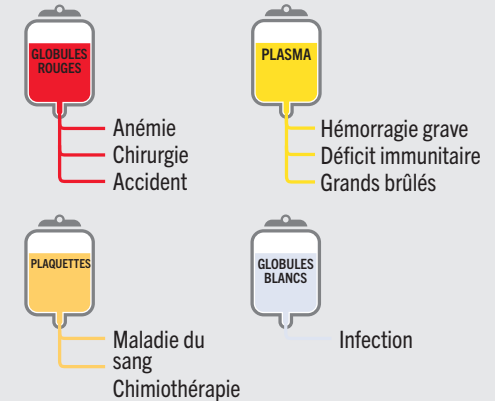 GLOBULES
ROUGES
Anémie
Chirurgie
Accident
PLASMA
Hémorragie grave
Déficit immunitaire
Grands brûlés
PLAQUETTES
Maladie du
sang
Chimiothérapie
GLOBULES
BLANCS
Infection